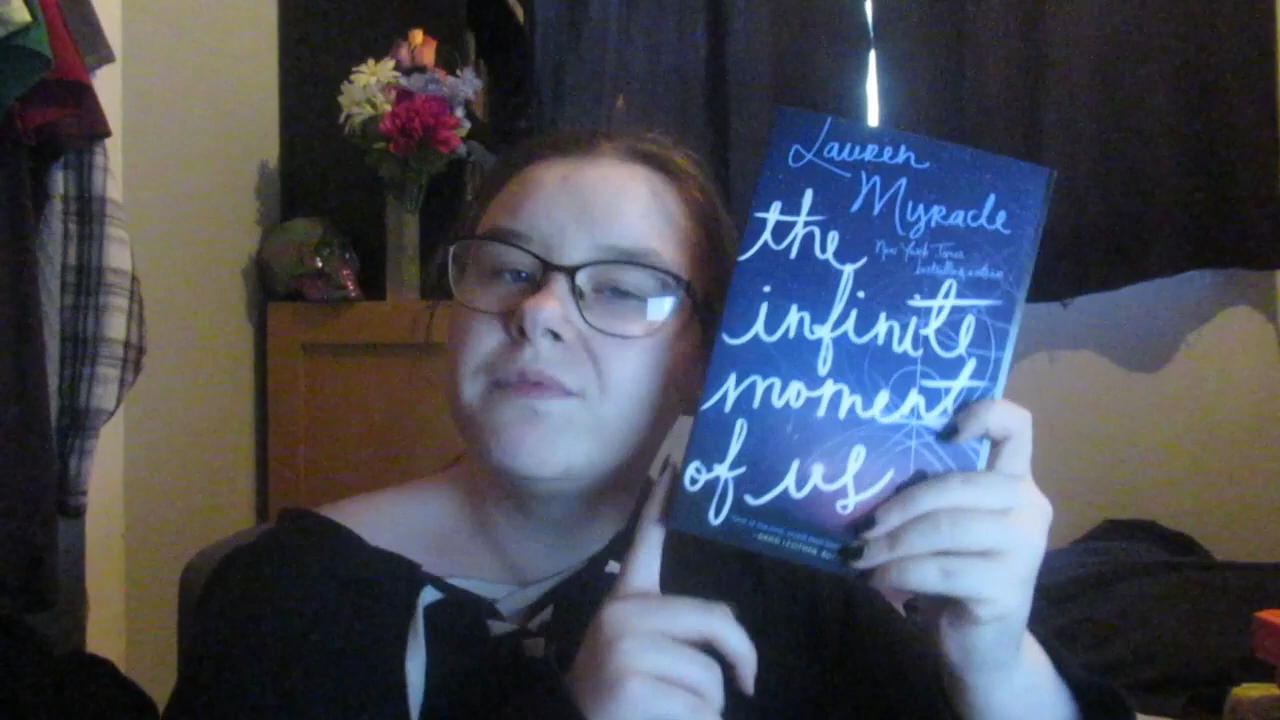 Lauren
Myracle
the
New York Times
bestselling author
infinite
moment
of us